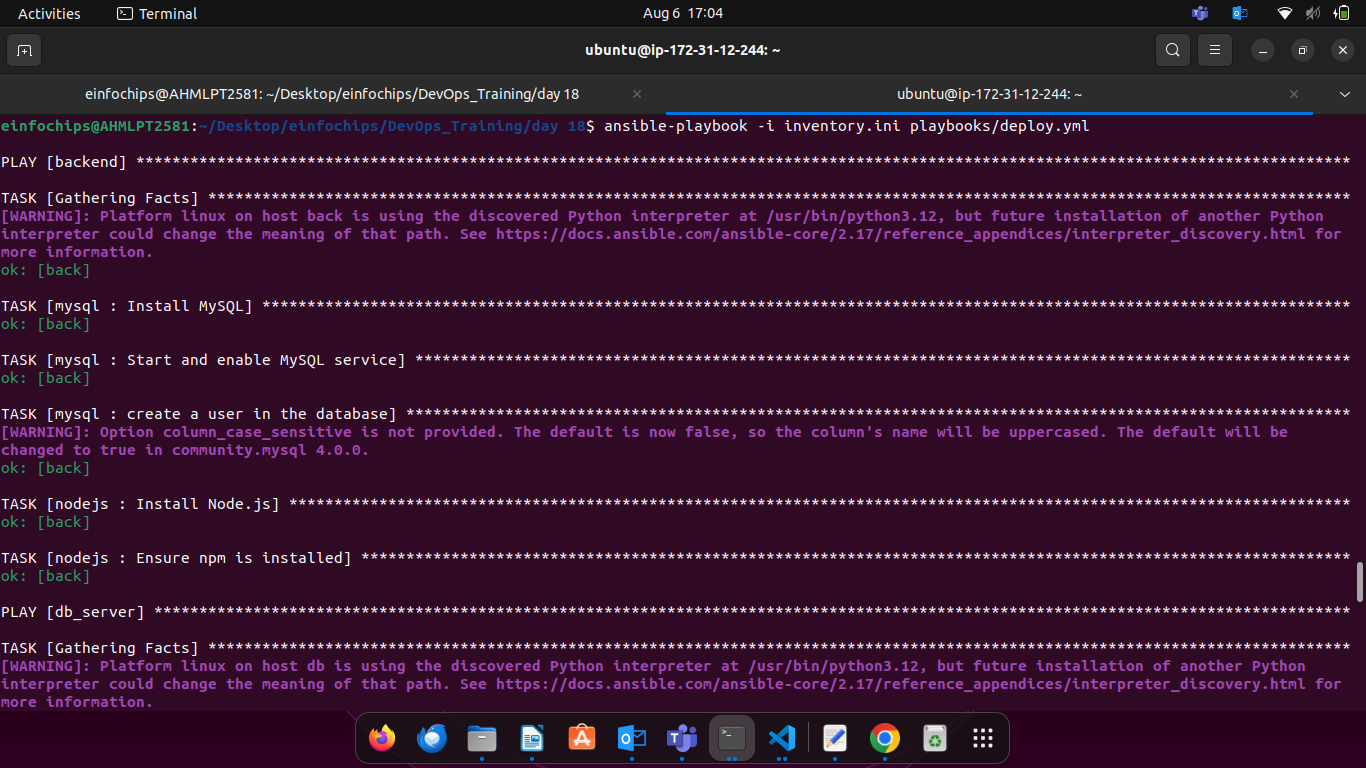 Activities Terminal Aug 6 17:04
ubuntu@ip-172-31-12-244: ~
einfochips@AHMLPT2581: ~/Desktop/einfochips/DevOps_Training/day 18 ubuntu@ip-172-31-12-244: ~
einfochips@AHMLPT2581:~/Desktop/einfochips/DevOps_Training/day 18$ ansible-playbook -i inventory.ini playbooks/deploy.yml
PLAY [backend] ***************************************************************************************************************************************
TASK [Gathering Facts] *******************************************************************************************************************************
[WARNING]: Platform linux on host back is using the discovered Python interpreter at /usr/bin/python3.12, but future installation of another Python
interpreter could change the meaning of that path. See https://docs.ansible.com/ansible-core/2.17/reference_appendices/interpreter_discovery.html for
more information.
ok: [back]
TASK [mysql : Install MySQL] *************************************************************************************************************************
ok: [back]
TASK [mysql : Start and enable MySQL service] ********************************************************************************************************
ok: [back]
TASK [mysql : create a user in the database] *********************************************************************************************************
[WARNING]: Option column_case_sensitive is not provided. The default is now false, so the column's name will be uppercased. The default will be
changed to true in community.mysql 4.0.0.
ok: [back]
TASK [nodejs : Install Node.js] **********************************************************************************************************************
ok: [back]
TASK [nodejs : Ensure npm is installed] **************************************************************************************************************
ok: [back]
PLAY [db_server] *************************************************************************************************************************************
TASK [Gathering Facts] *******************************************************************************************************************************
[WARNING]: Platform linux on host db is using the discovered Python interpreter at /usr/bin/python3.12, but future installation of another Python
interpreter could change the meaning of that path. See https://docs.ansible.com/ansible-core/2.17/reference_appendices/interpreter_discovery.html for
more information.